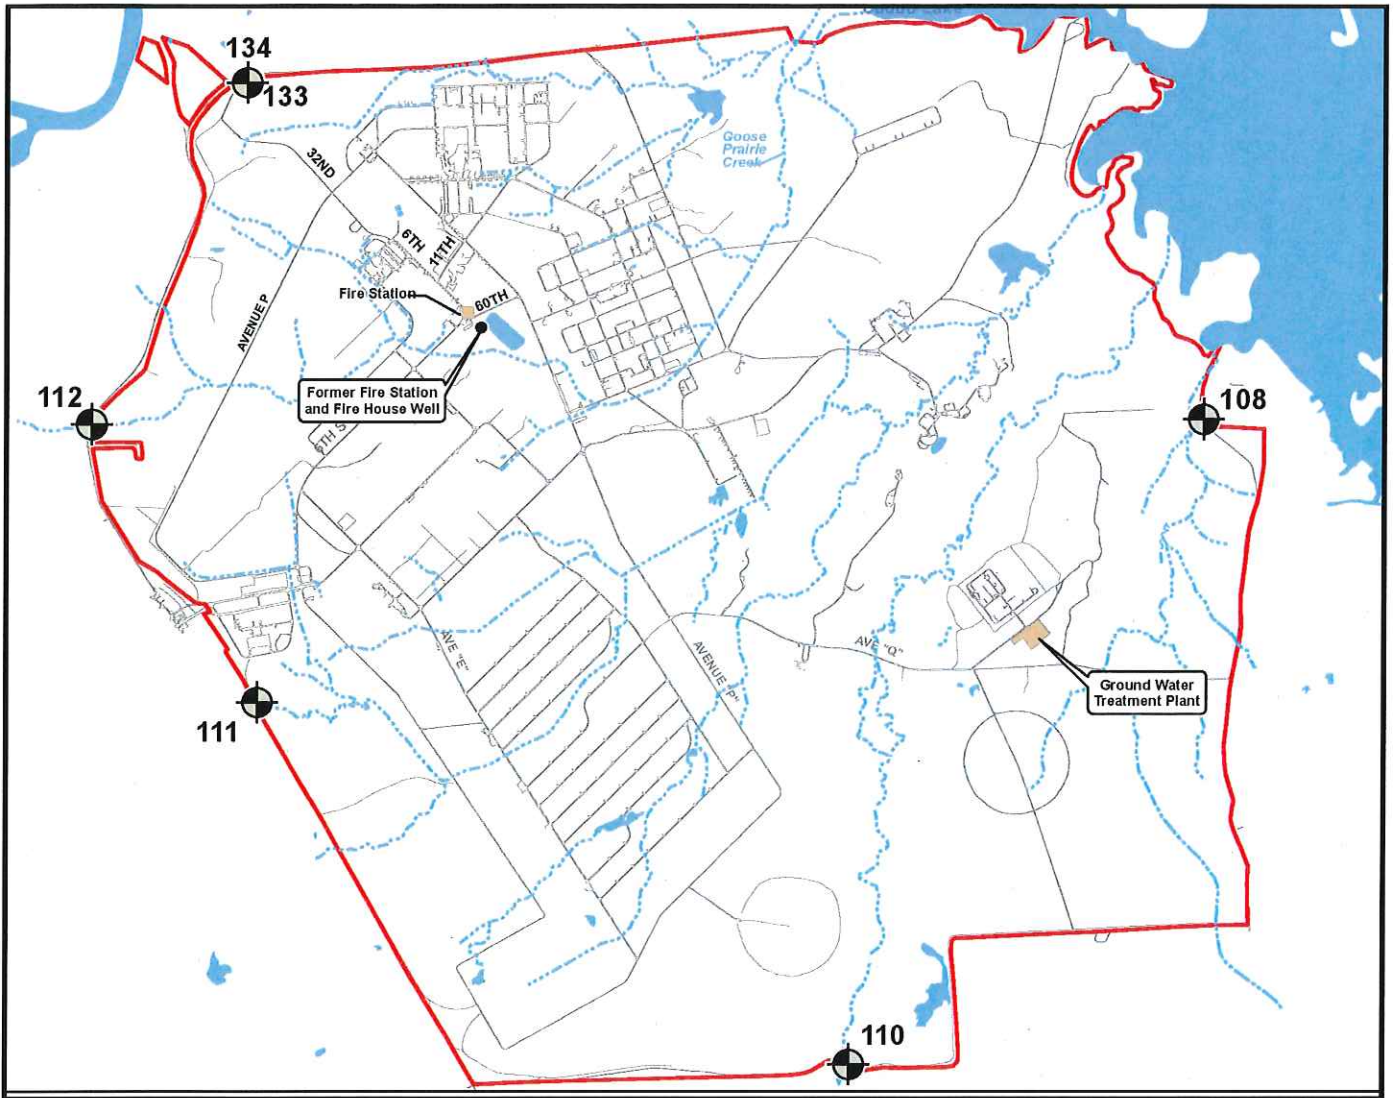 134
133
Goose
Prairie
Creek
32ND
6TH
11TH
Fire Station
60TH
AVENUE P
Former Fire Station
and Fire House Well
112
108
AVE "E"
AVENUE "P"
AVE "Q"
Ground Water
Treatment Plant
111
110